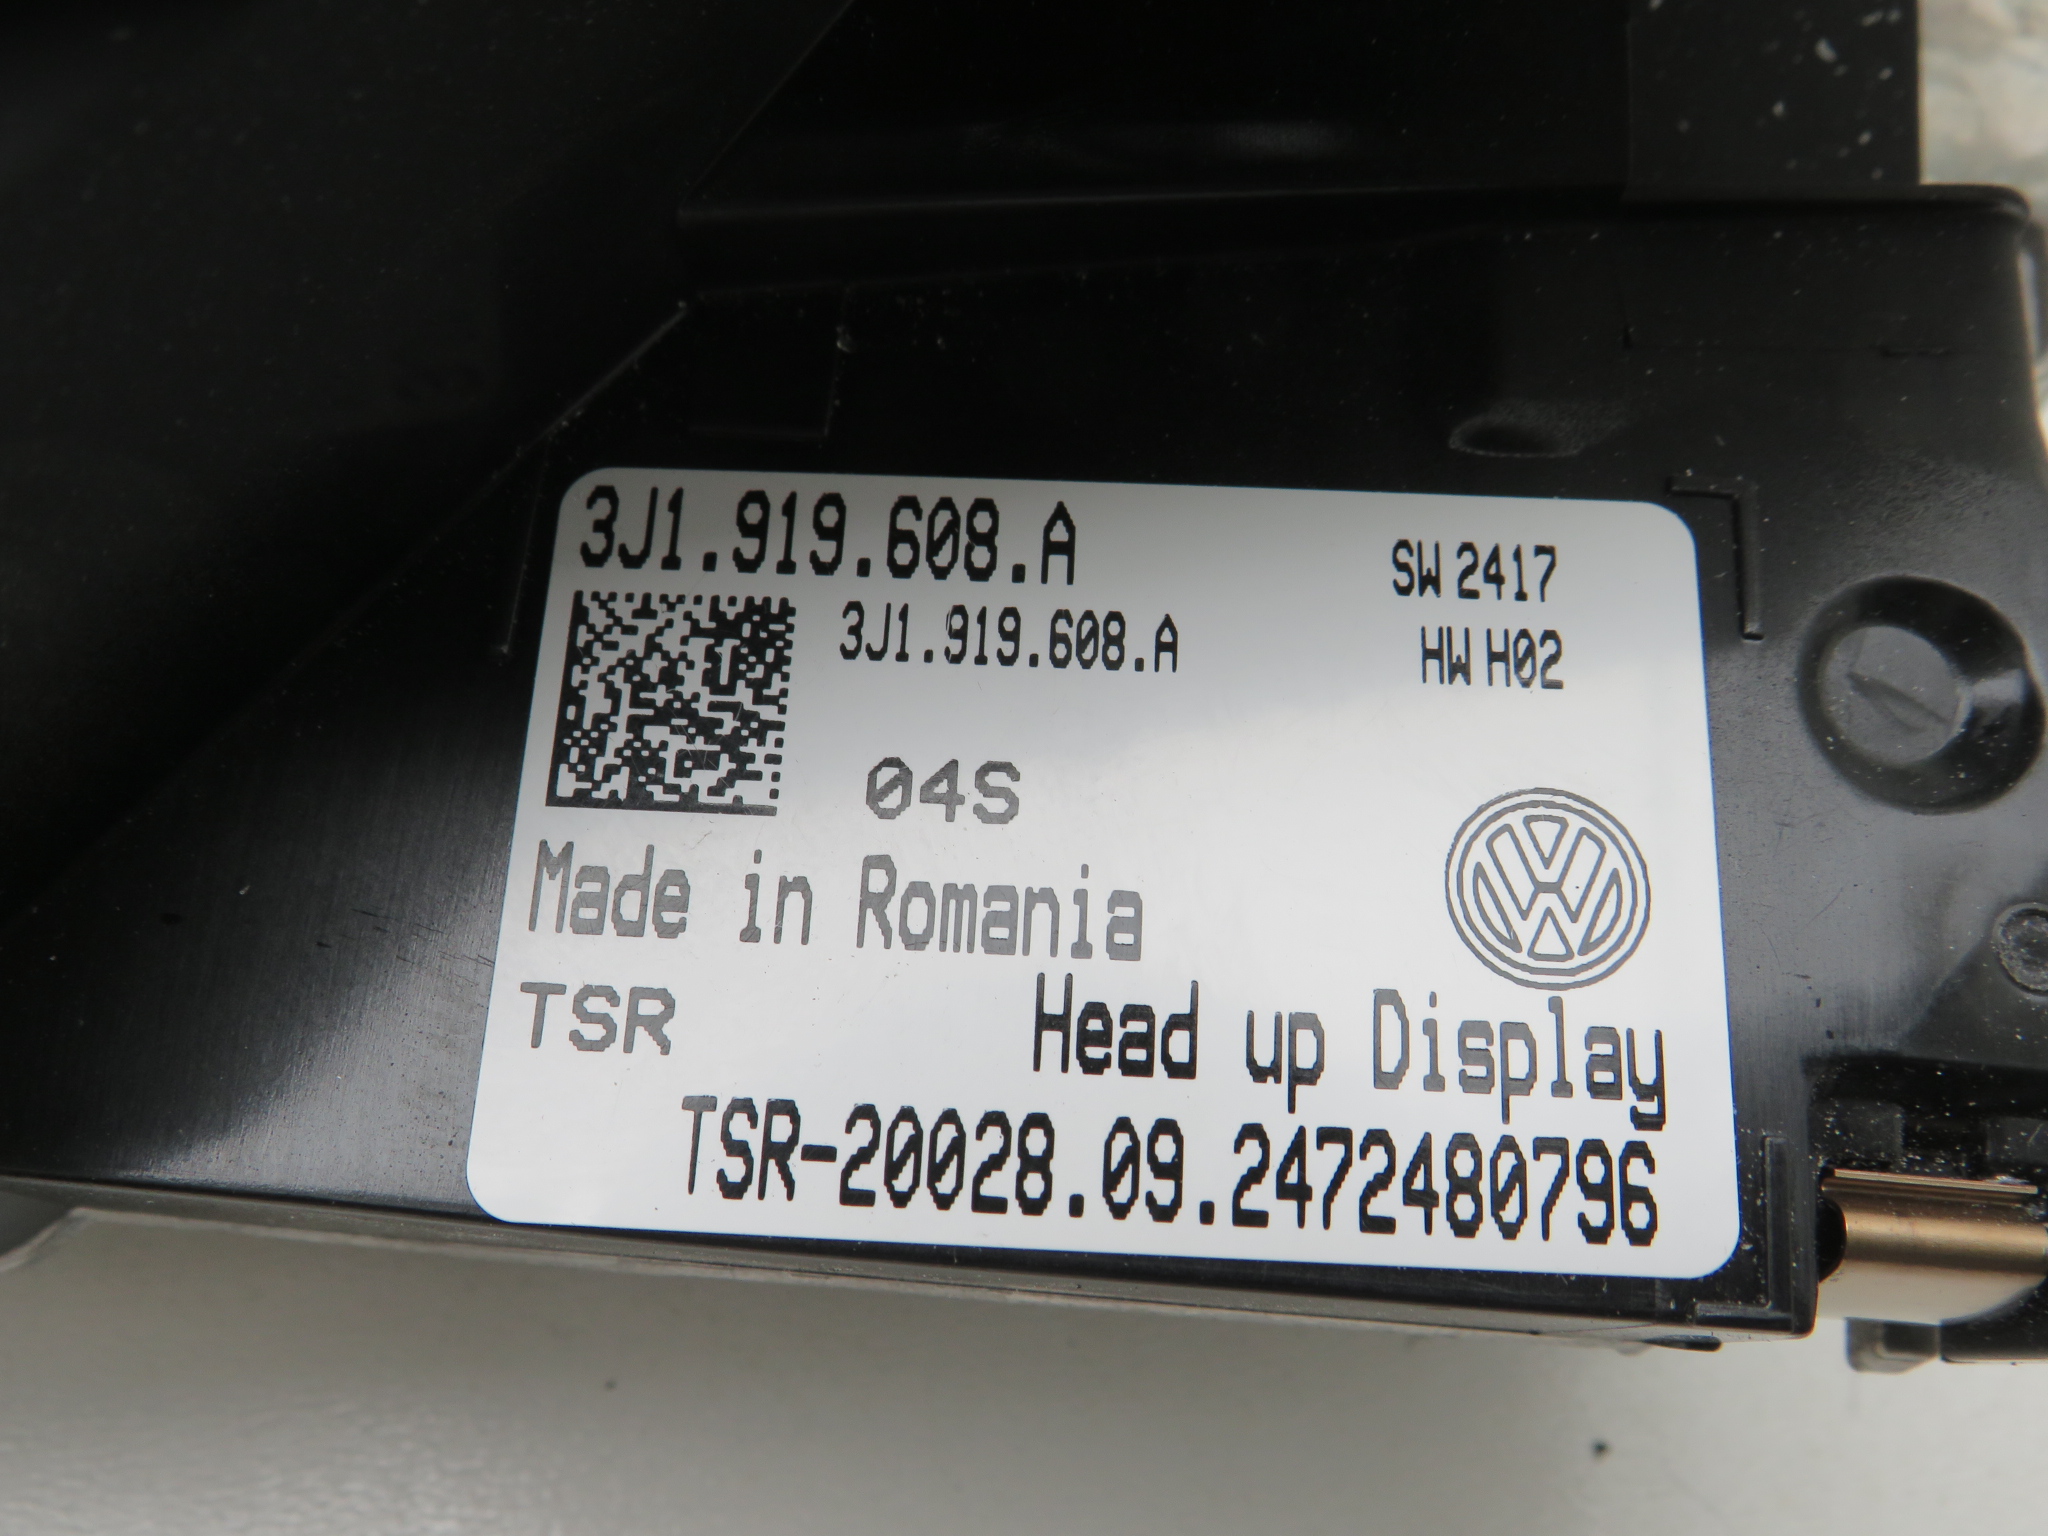 3J1.919.608.A
SW 2417
3J1.919.608.A
HW H02
04S
Made in Romania
TSR
Head up Display
TSR-20028.09.2472480796